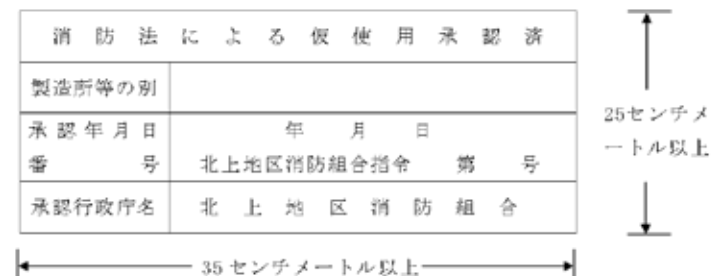 消防法による仮使用承認済
製造所等の別
承認年月日 年 月 日
番号 北上地区消防組合指令 第 号
承認行政庁名 北上地区消防組合
25センチメ
ートル以上
35センチメートル以上